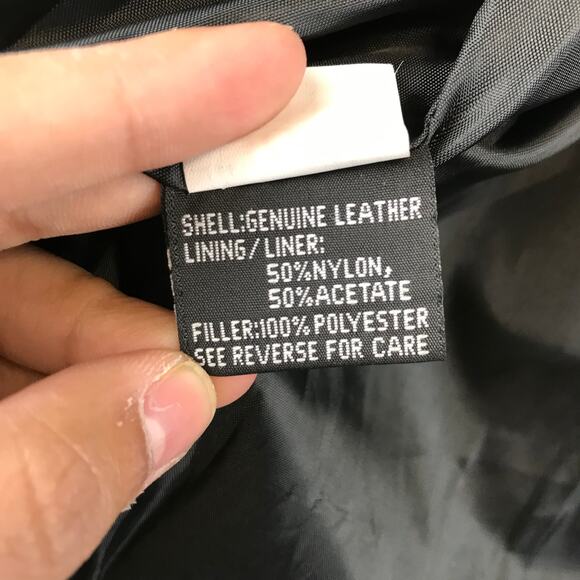 SHELL:GENUINE LEATHER
LINING/LINER:
50%NYLON,
50%ACETATE
FILLER:100% POLYESTER
SEE REVERSE FOR CARE